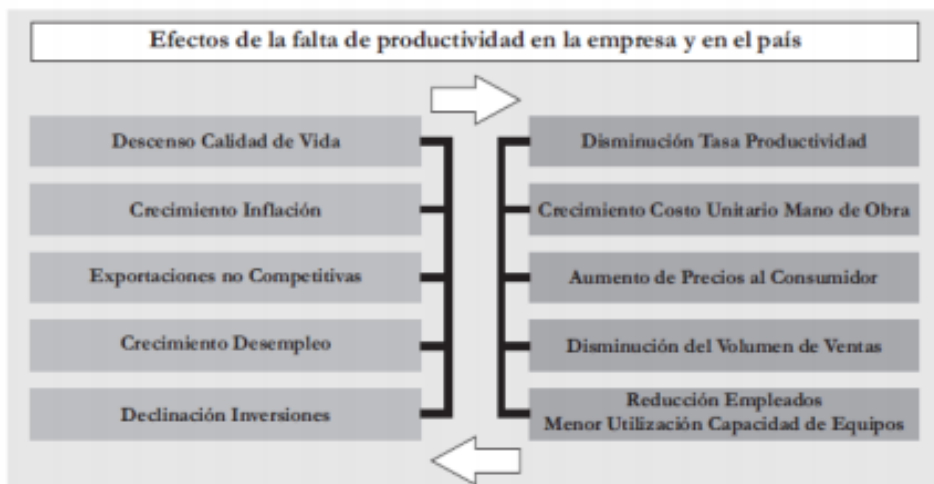 Efectos de la falta de productividad en la empresa y en el país
Descenso Calidad de Vida
Crecimiento Inflación
Exportaciones no Competitivas
Crecimiento Desempleo
Declinación Inversiones
Disminución Tasa Productividad
Crecimiento Costo Unitario Mano de Obra
Aumento de Precios al Consumidor
Disminución del Volumen de Ventas
Reducción Empleados
Menor Utilización Capacidad de Equipos